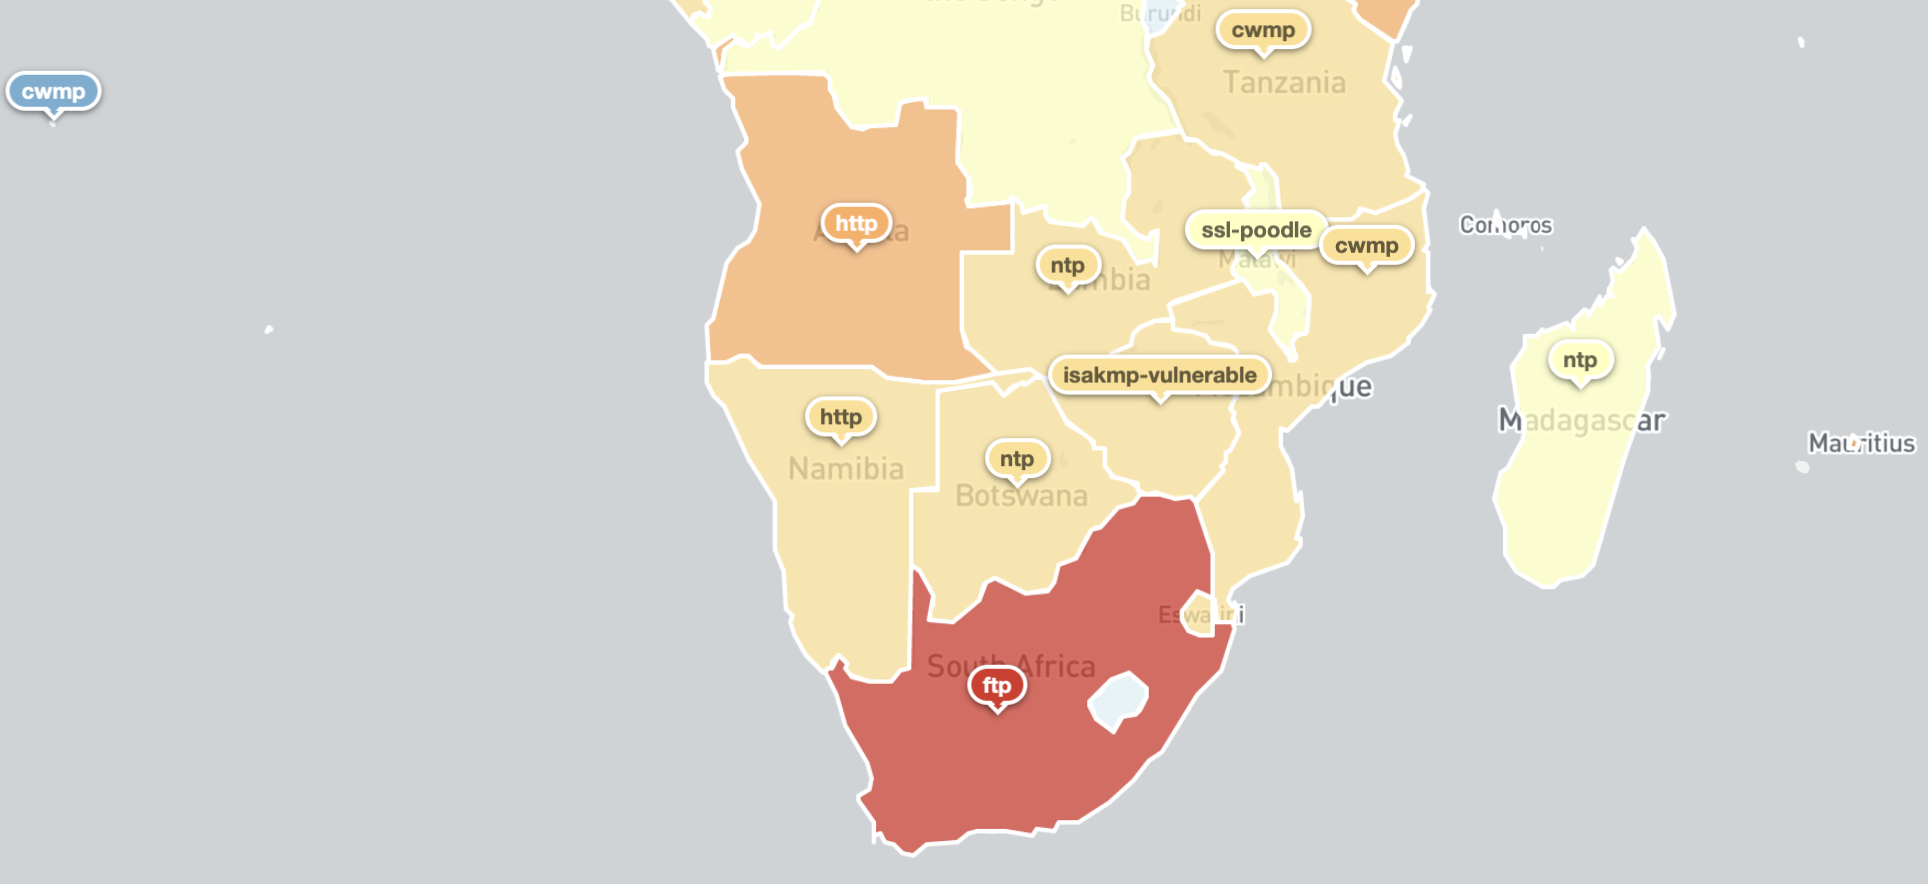 Burundi
cwmp
Tanzania
cwmp
http
ssl-poodle
cwmp
Comoros
ntp
Malawi
isakmp-vulnerable
ntp
Madagascar
Mauritius
http
Namibia
ntp
Botswana
Eswatini
South Africa
ftp